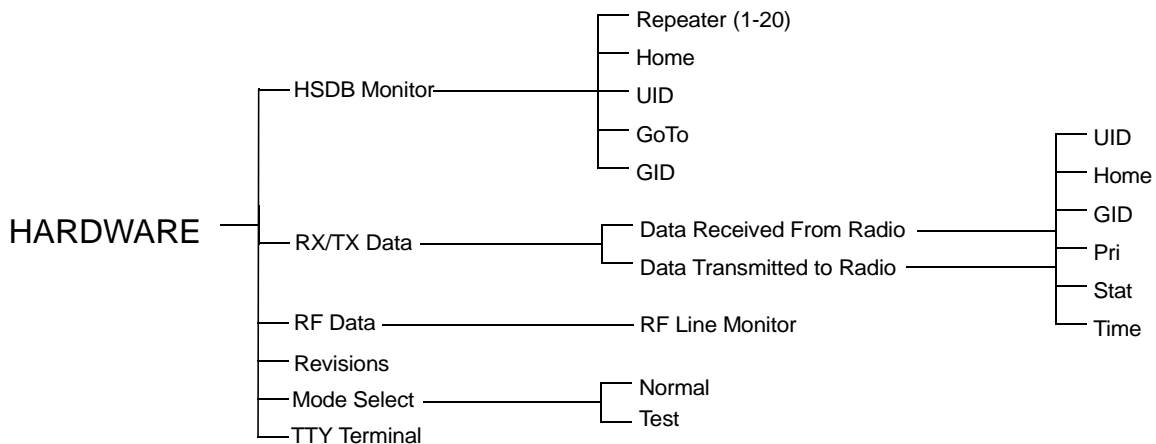 HARDWARE
HSDB Monitor
Repeater (1-20)
Home
UID
GoTo
GID
RX/TX Data
Data Received From Radio
Data Transmitted to Radio
UID
Home
GID
Pri
Stat
Time
RF Data
RF Line Monitor
Revisions
Mode Select
Normal
Test
TTY Terminal